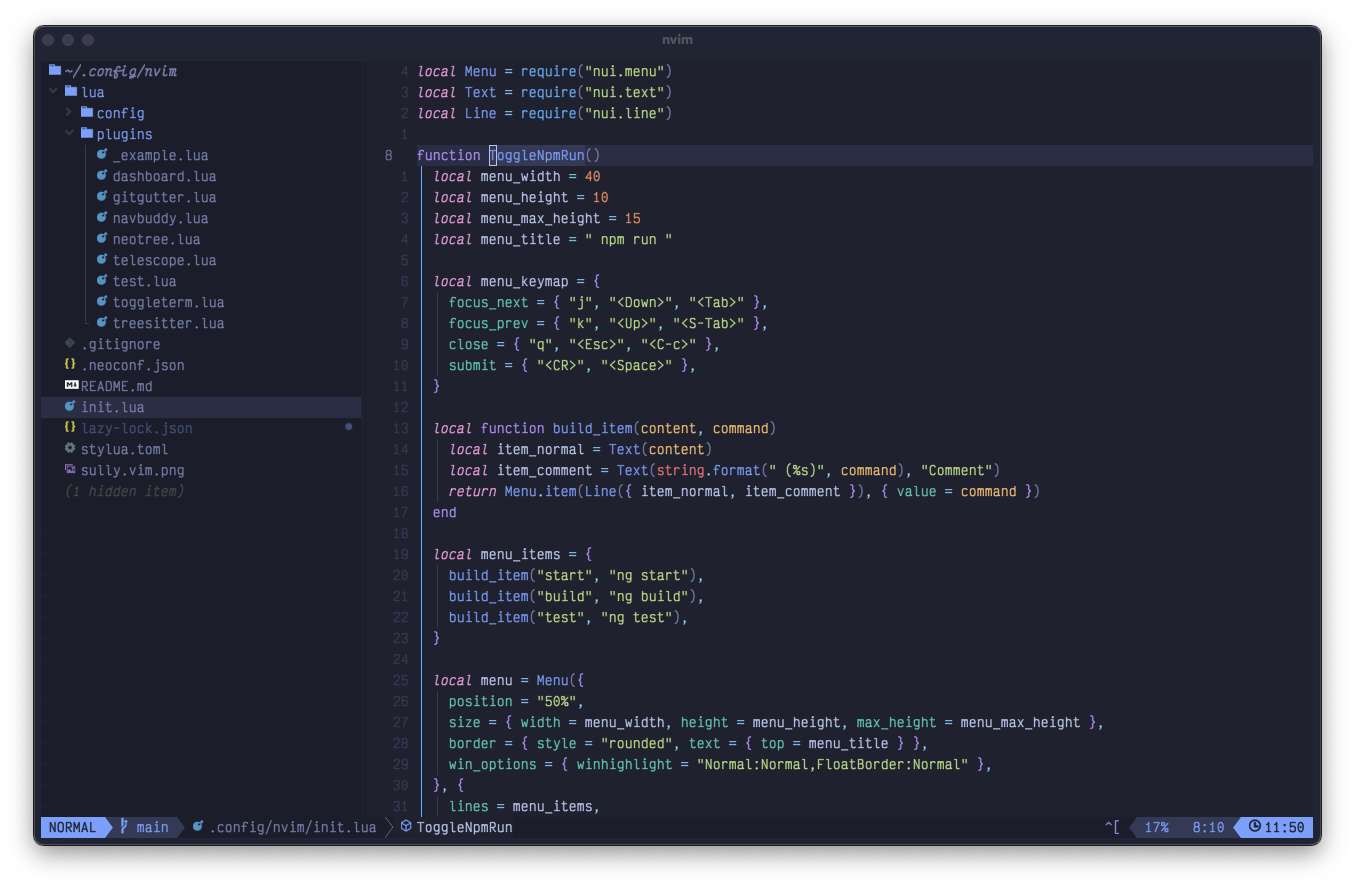 nvim
~/.config/nvim
lua
config
plugins
_example.lua
dashboard.lua
gitgutter.lua
navbuddy.lua
neotree.lua
telescope.lua
test.lua
toggleterm.lua
treesitter.lua
.gitignore
{} .neoconf.json
M↓ README.md
init.lua
{} lazy-lock.json
stylua.toml
sully.vim.png
(1 hidden item)
4 local Menu = require("nui.menu")
3 local Text = require("nui.text")
2 local Line = require("nui.line")
1
8 function ToggleNpmRun()
1 local menu_width = 40
2 local menu_height = 10
3 local menu_max_height = 15
4 local menu_title = " npm run "
5
6 local menu_keymap = {
7 focus_next = { "j", "<Down>", "<Tab>" },
8 focus_prev = { "k", "<Up>", "<S-Tab>" },
9 close = { "q", "<Esc>", "<C-c>" },
10 submit = { "<CR>", "<Space>" },
11 }
12
13 local function build_item(content, command)
14 local item_normal = Text(content)
15 local item_comment = Text(string.format(" (%s)", command), "Comment")
16 return Menu.item(Line({ item_normal, item_comment }), { value = command })
17 end
18
19 local menu_items = {
20 build_item("start", "ng start"),
21 build_item("build", "ng build"),
22 build_item("test", "ng test"),
23 }
24
25 local menu = Menu({
26 position = "50%",
27 size = { width = menu_width, height = menu_height, max_height = menu_max_height },
28 border = { style = "rounded", text = { top = menu_title } },
29 win_options = { winhighlight = "Normal:Normal,FloatBorder:Normal" },
30 }, {
31 lines = menu_items,
NORMAL main .config/nvim/init.lua ToggleNpmRun ^[ 17% 8:10 11:50